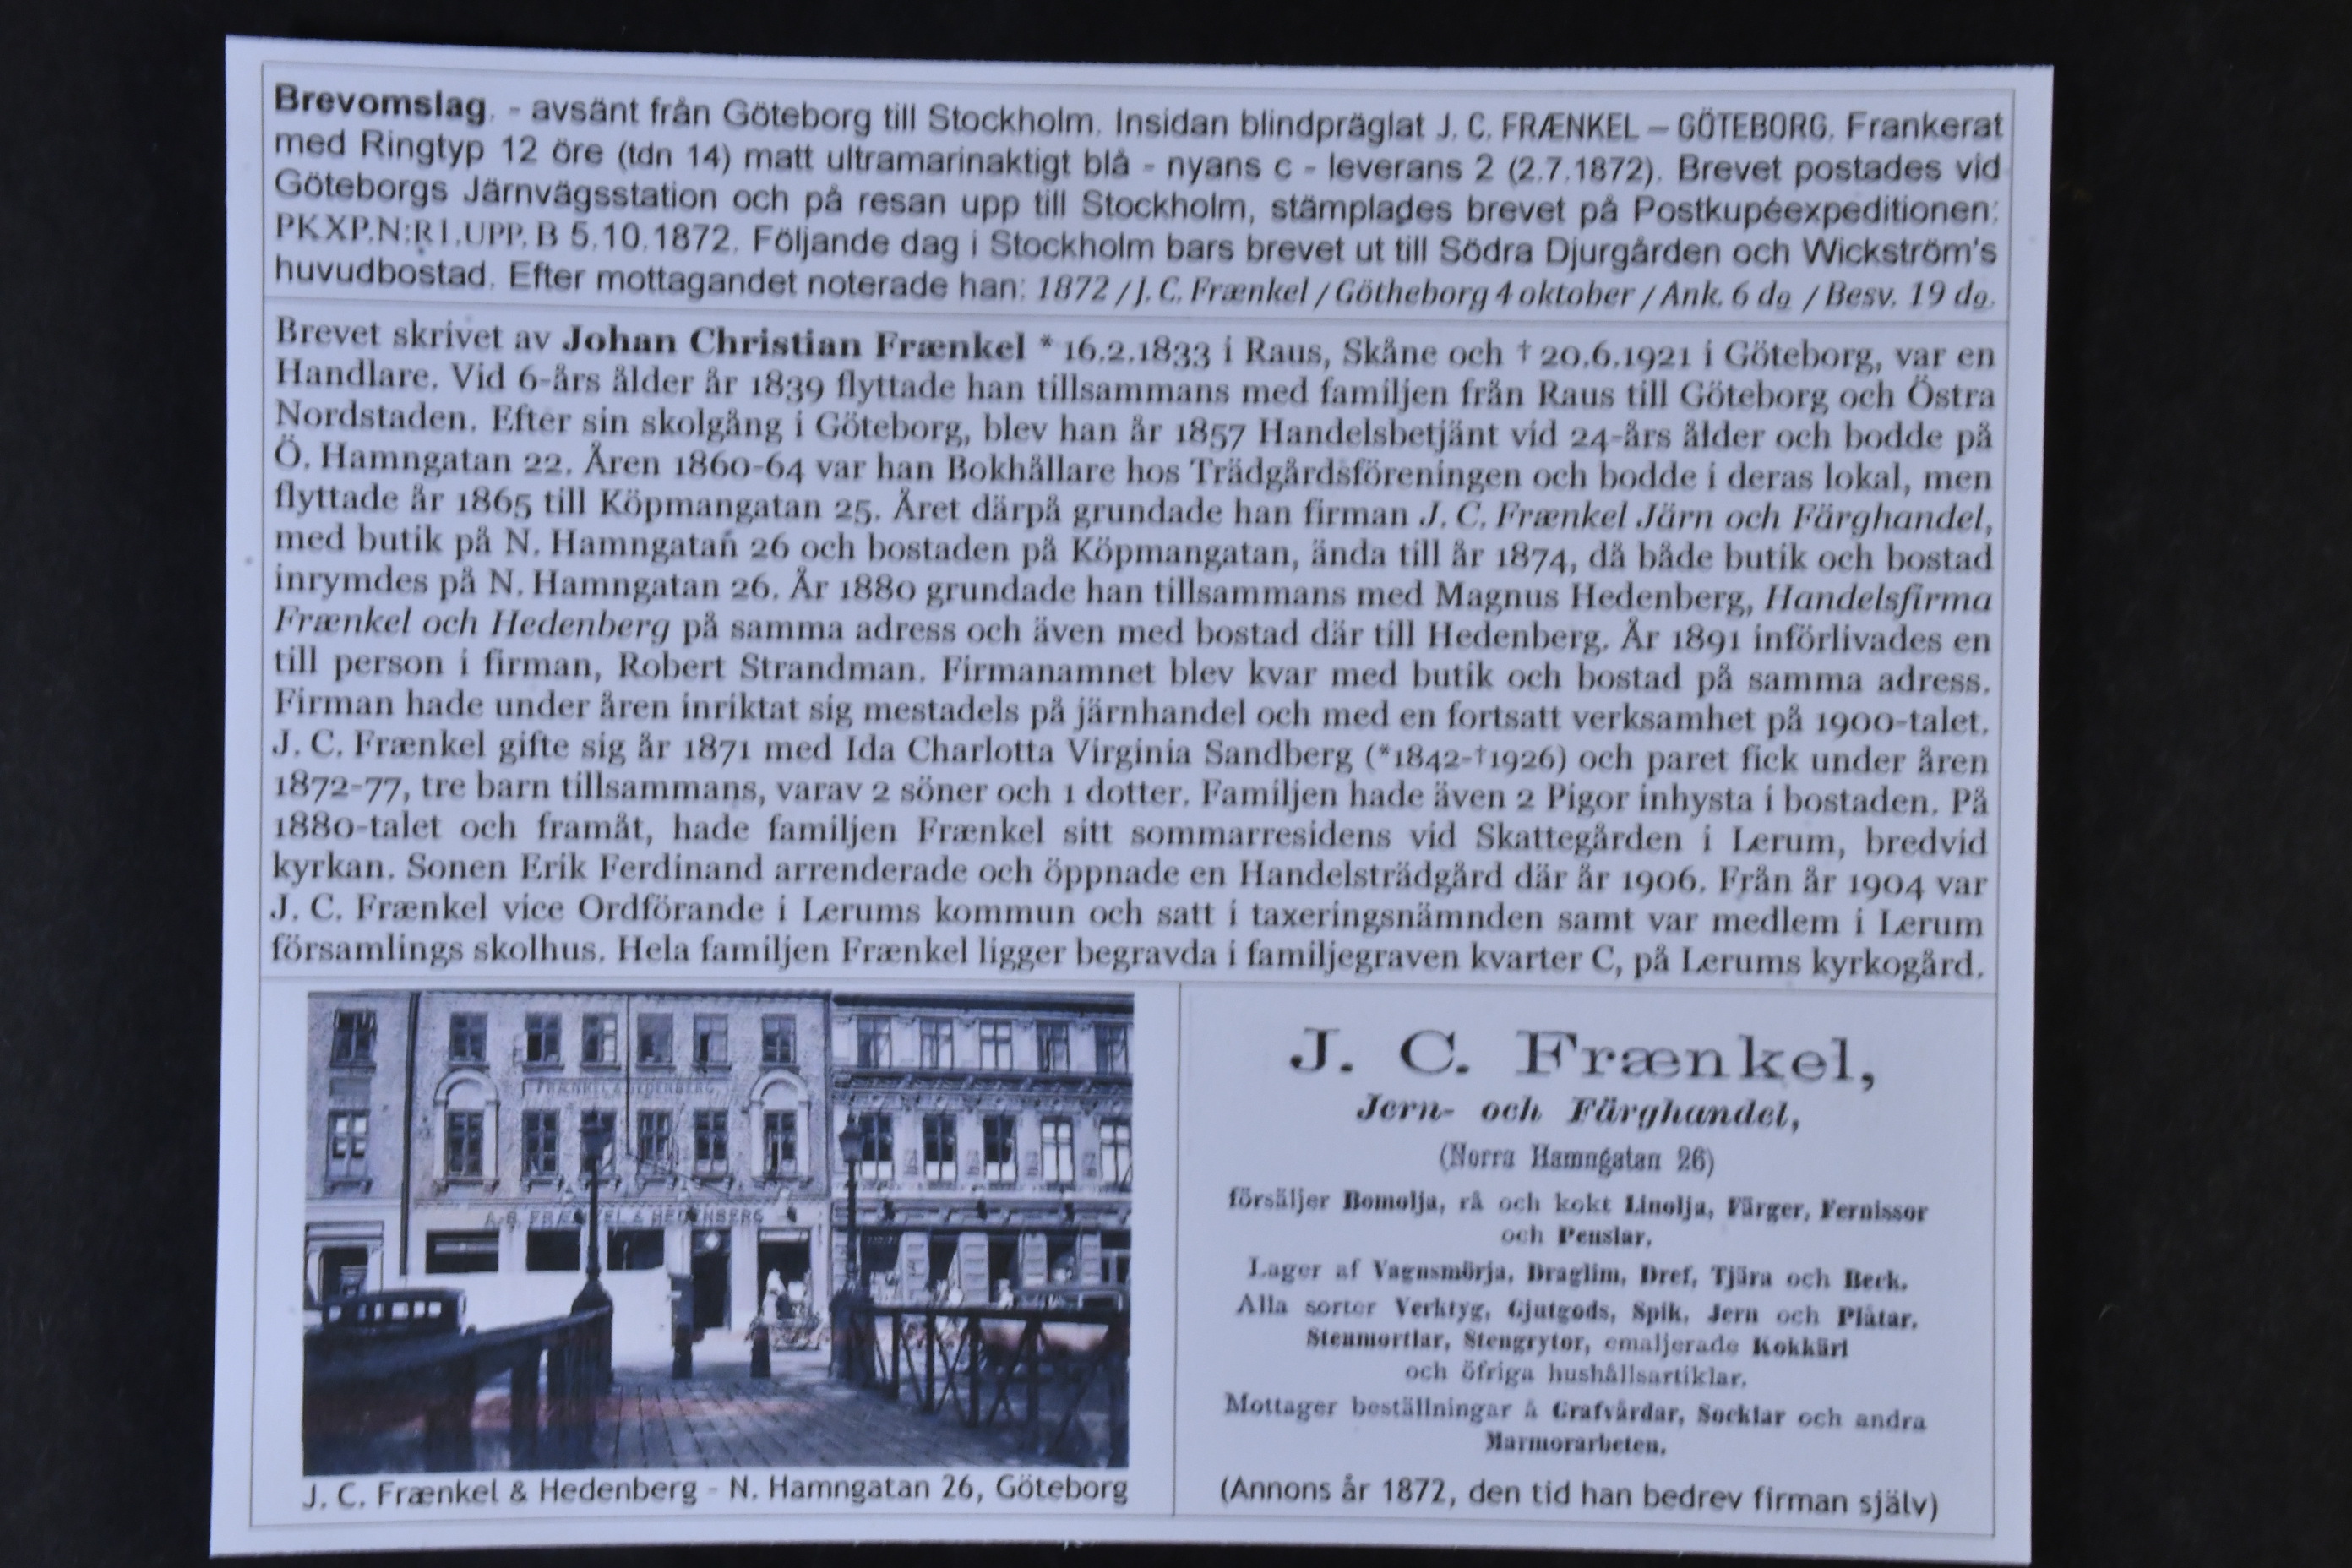 Brevomslag. - avsänt från Göteborg till Stockholm. Insidan blindpräglat J. C. FRÆNKEL – GÖTEBORG. Frankerat
med Ringtyp 12 öre (tdn 14) matt ultramarinaktigt blå - nyans c - leverans 2 (2.7.1872). Brevet postades vid
Göteborgs Järnvägsstation och på resan upp till Stockholm, stämplades brevet på Postkupéexpeditionen:
PKXP.N:R 1.UPP. B 5.10.1872. Följande dag i Stockholm bars brevet ut till Södra Djurgården och Wickström's
huvudbostad. Efter mottagandet noterade han: 1872 / J. C. Frænkel / Götheborg 4 oktober / Ank. 6 do / Besv. 19 do.
Brevet skrivet av Johan Christian Frænkel * 16.2.1833 i Raus, Skåne och † 20.6.1921 i Göteborg, var en
Handlare. Vid 6-års ålder år 1839 flyttade han tillsammans med familjen från Raus till Göteborg och Östra
Nordstaden. Efter sin skolgång i Göteborg, blev han år 1857 Handelsbetjänt vid 24-års ålder och bodde på
Ö. Hamngatan 22. Åren 1860-64 var han Bokhållare hos Trädgårdsföreningen och bodde i deras lokal, men
flyttade år 1865 till Köpmangatan 25. Året därpå grundade han firman J. C. Frænkel Järn och Färghandel,
med butik på N. Hamngatan 26 och bostaden på Köpmangatan, ända till år 1874, då både butik och bostad
inrymdes på N. Hamngatan 26. År 1880 grundade han tillsammans med Magnus Hedenberg, Handelsfirma
Frænkel och Hedenberg på samma adress och även med bostad där till Hedenberg. År 1891 införlivades en
till person i firman, Robert Strandman. Firmanamnet blev kvar med butik och bostad på samma adress.
Firman hade under åren inriktat sig mestadels på järnhandel och med en fortsatt verksamhet på 1900-talet.
J. C. Frænkel gifte sig år 1871 med Ida Charlotta Virginia Sandberg (*1842-†1926) och paret fick under åren
1872-77, tre barn tillsammans, varav 2 söner och 1 dotter. Familjen hade även 2 Pigor inhysta i bostaden. På
1880-talet och framåt, hade familjen Frænkel sitt sommarresidens vid Skattegården i Lerum, bredvid
kyrkan. Sonen Erik Ferdinand arrenderade och öppnade en Handelsträdgård där år 1906. Från år 1904 var
J. C. Frænkel vice Ordförande i Lerums kommun och satt i taxeringsnämnden samt var medlem i Lerum
församlings skolhus. Hela familjen Frænkel ligger begravda i familjegraven kvarter C, på Lerums kyrkogård.
FRÆNKEL & HEDENBERG
A.-B. FRÆNKEL & HEDENBERG
J. C. Frænkel & Hedenberg - N. Hamngatan 26, Göteborg
J. C. Frænkel,
Jern- och Färghandel,
(Norra Hamngatan 26)
försäljer Bomolja, rå och kokt Linolja, Färger, Fernissor
och Penslar.
Lager af Vagnsmörja, Draglim, Dref, Tjära och Beck.
Alla sorter Verktyg, Gjutgods, Spik, Jern och Plåtar.
Stenmortlar, Stengrytor, emaljerade Kokkärl
och öfriga hushållsartiklar.
Mottager beställningar å Grafvårdar, Socklar och andra
Marmorarbeten.
(Annons år 1872, den tid han bedrev firman själv)